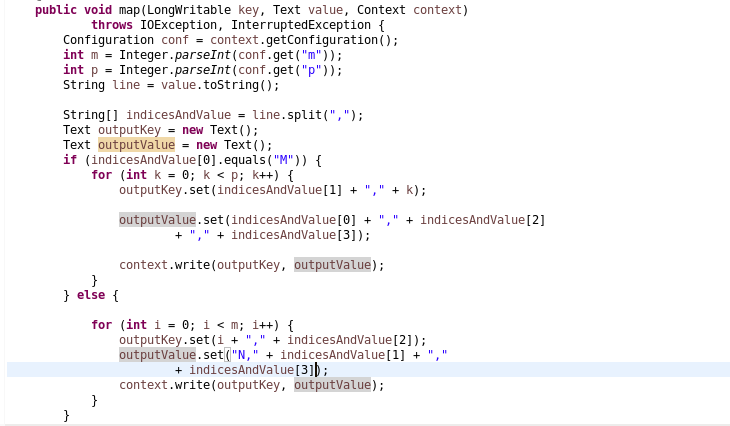 public void map(LongWritable key, Text value, Context context)
throws IOException, InterruptedException {
Configuration conf = context.getConfiguration();
int m = Integer.parseInt(conf.get("m"));
int p = Integer.parseInt(conf.get("p"));
String line = value.toString();
String[] indicesAndValue = line.split(",");
Text outputKey = new Text();
Text outputValue = new Text();
if (indicesAndValue[0].equals("M")) {
for (int k = 0; k < p; k++) {
outputKey.set(indicesAndValue[1] + "," + k);
outputValue.set(indicesAndValue[0] + "," + indicesAndValue[2]
+ "," + indicesAndValue[3]);
context.write(outputKey, outputValue);
}
} else {
for (int i = 0; i < m; i++) {
outputKey.set(i + "," + indicesAndValue[2]);
outputValue.set("N," + indicesAndValue[1] + ","
+ indicesAndValue[3]);
context.write(outputKey, outputValue);
}
}